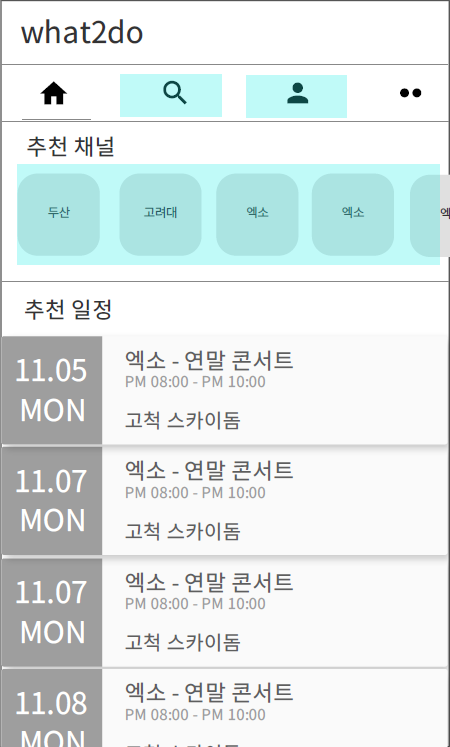 what2do
추천 채널
두산 고려대 엑소 엑소 엑
추천 일정
11.05
MON
엑소 - 연말 콘서트
PM 08:00 - PM 10:00
고척 스카이돔
11.07
MON
엑소 - 연말 콘서트
PM 08:00 - PM 10:00
고척 스카이돔
11.07
MON
엑소 - 연말 콘서트
PM 08:00 - PM 10:00
고척 스카이돔
11.08
MON
엑소 - 연말 콘서트
PM 08:00 - PM 10:00